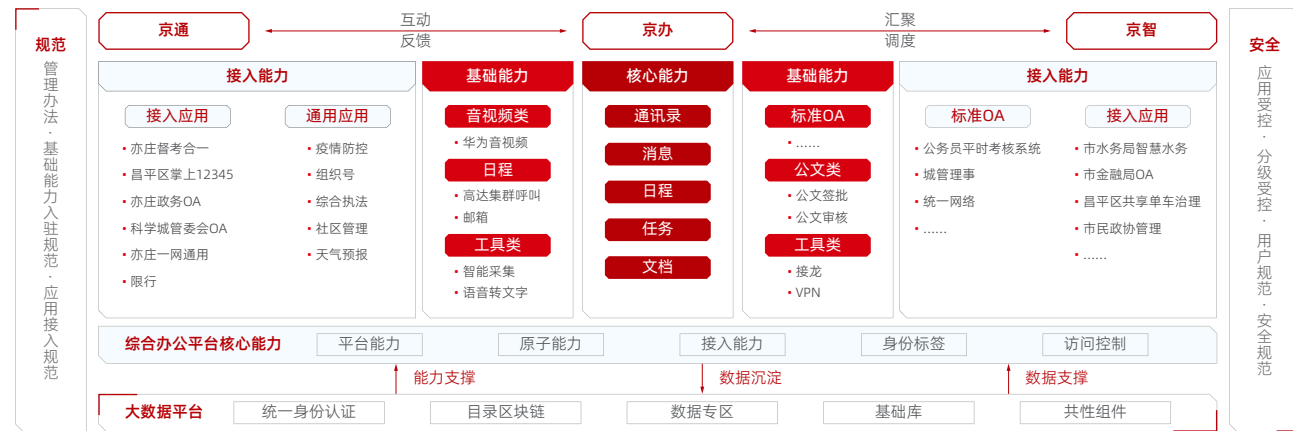 规范
管理办法·基础能力入驻规范·应用接入规范
京通
互动
反馈
京办
汇聚
调度
京智
接入能力
接入应用
亦庄督考合一
昌平区掌上12345
亦庄政务OA
科学城管委会OA
亦庄一网通用
限行
通用应用
疫情防控
组织号
综合执法
社区管理
天气预报
基础能力
音视频类
华为音视频
日程
高达集群呼叫
邮箱
工具类
智能采集
语音转文字
核心能力
通讯录
消息
日程
任务
文档
基础能力
标准OA
......
公文类
公文签批
公文审核
工具类
接龙
VPN
接入能力
标准OA
公务员平时考核系统
城管理事
统一网络
......
接入应用
市水务局智慧水务
市金融局OA
昌平区共享单车治理
市民政协管理
......
综合办公平台核心能力
平台能力
原子能力
接入能力
身份标签
访问控制
能力支撑
数据沉淀
数据支撑
大数据平台
统一身份认证
目录区块链
数据专区
基础库
共性组件
安全
应用受控·分级受控·用户规范·安全规范